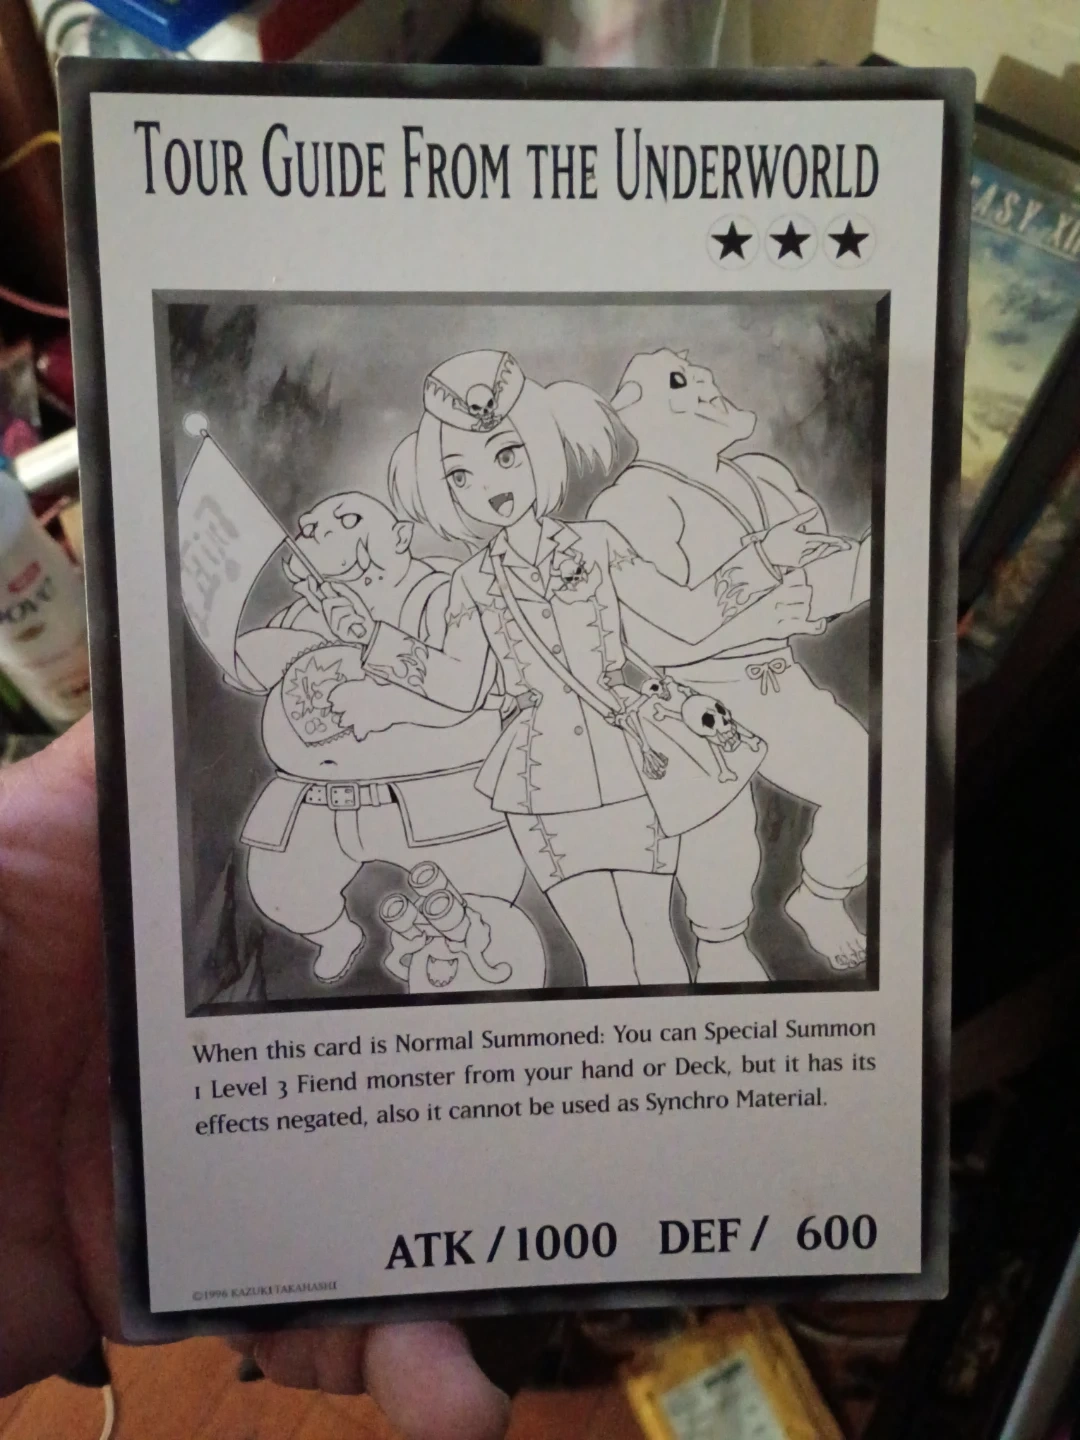 TOUR GUIDE FROM THE UNDERWORLD
When this card is Normal Summoned: You can Special Summon
1 Level 3 Fiend monster from your hand or Deck, but it has its
effects negated, also it cannot be used as Synchro Material.
ATK / 1000 DEF / 600
©1996 KAZUKI TAKAHASHI